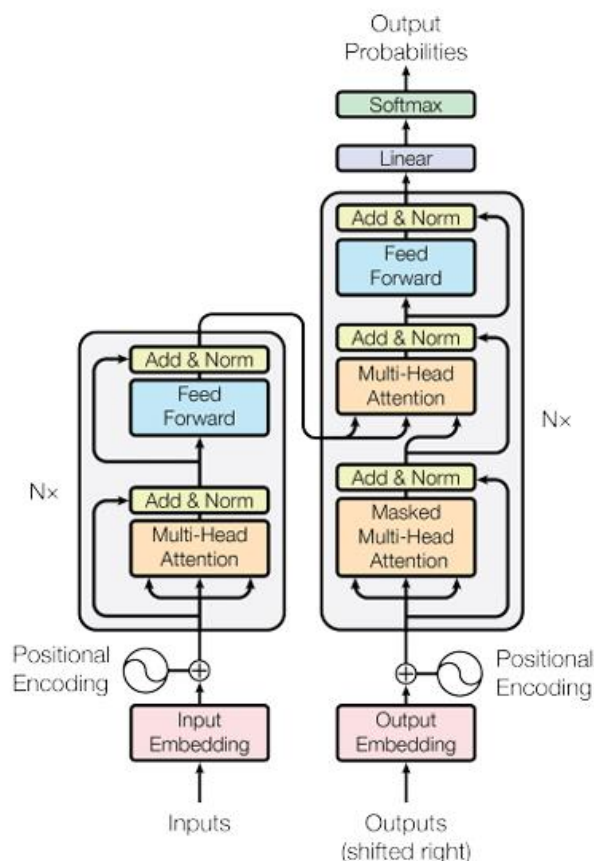 Output
Probabilities
Softmax
Linear
Add & Norm
Feed
Forward
Add & Norm
Multi-Head
Attention
Add & Norm
Masked
Multi-Head
Attention
N×
Add & Norm
Feed
Forward
Add & Norm
Multi-Head
Attention
N×
Positional
Encoding
Positional
Encoding
Input
Embedding
Output
Embedding
Inputs
Outputs
(shifted right)